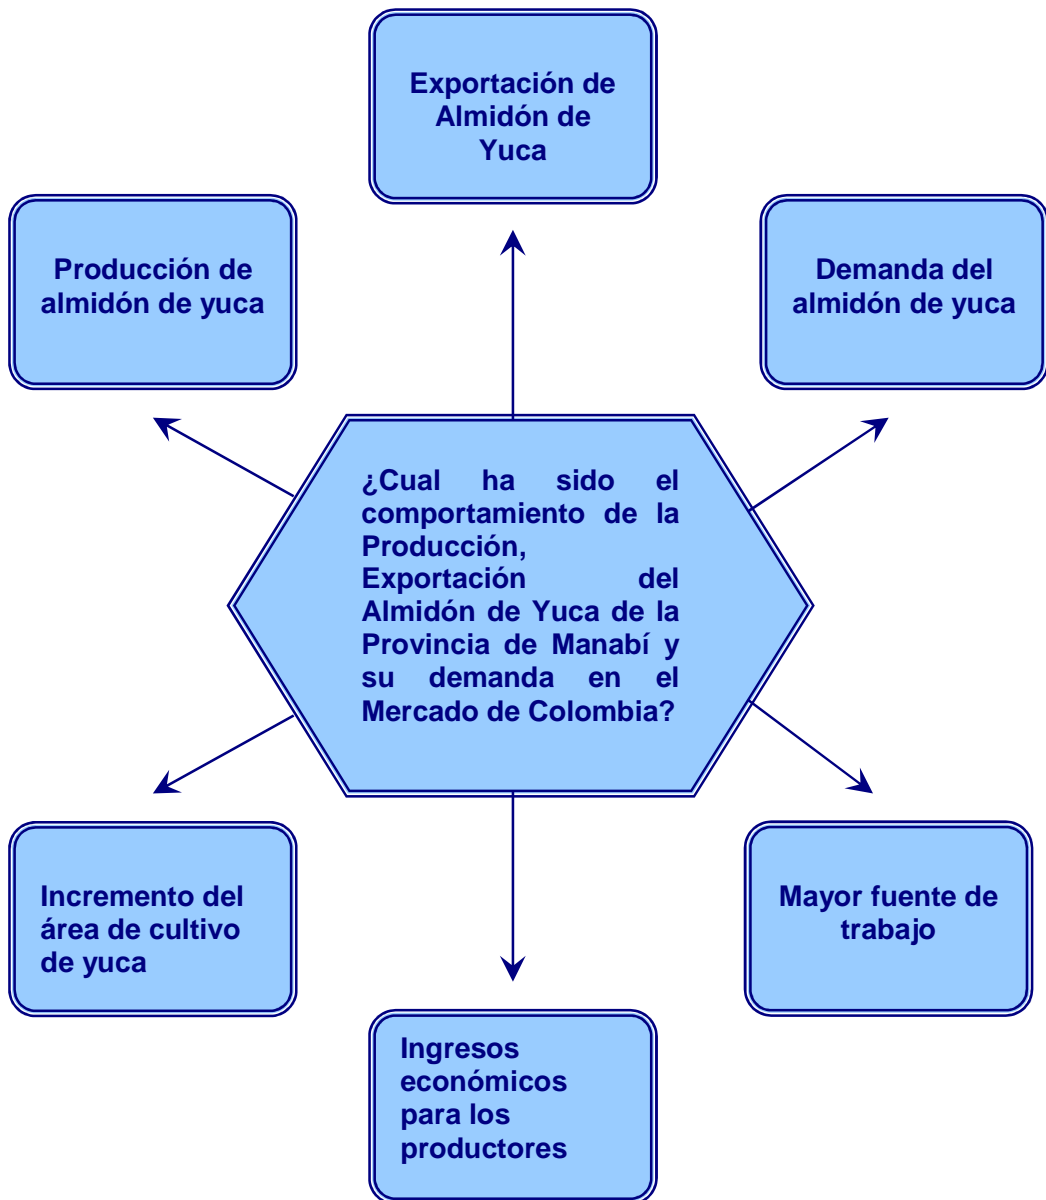 Exportación de
Almidón de
Yuca
Producción de
almidón de yuca
Demanda del
almidón de yuca
¿Cual ha sido el
comportamiento de la
Producción,
Exportación del
Almidón de Yuca de la
Provincia de Manabí y
su demanda en el
Mercado de Colombia?
Incremento del
área de cultivo
de yuca
Mayor fuente de
trabajo
Ingresos
económicos
para los
productores